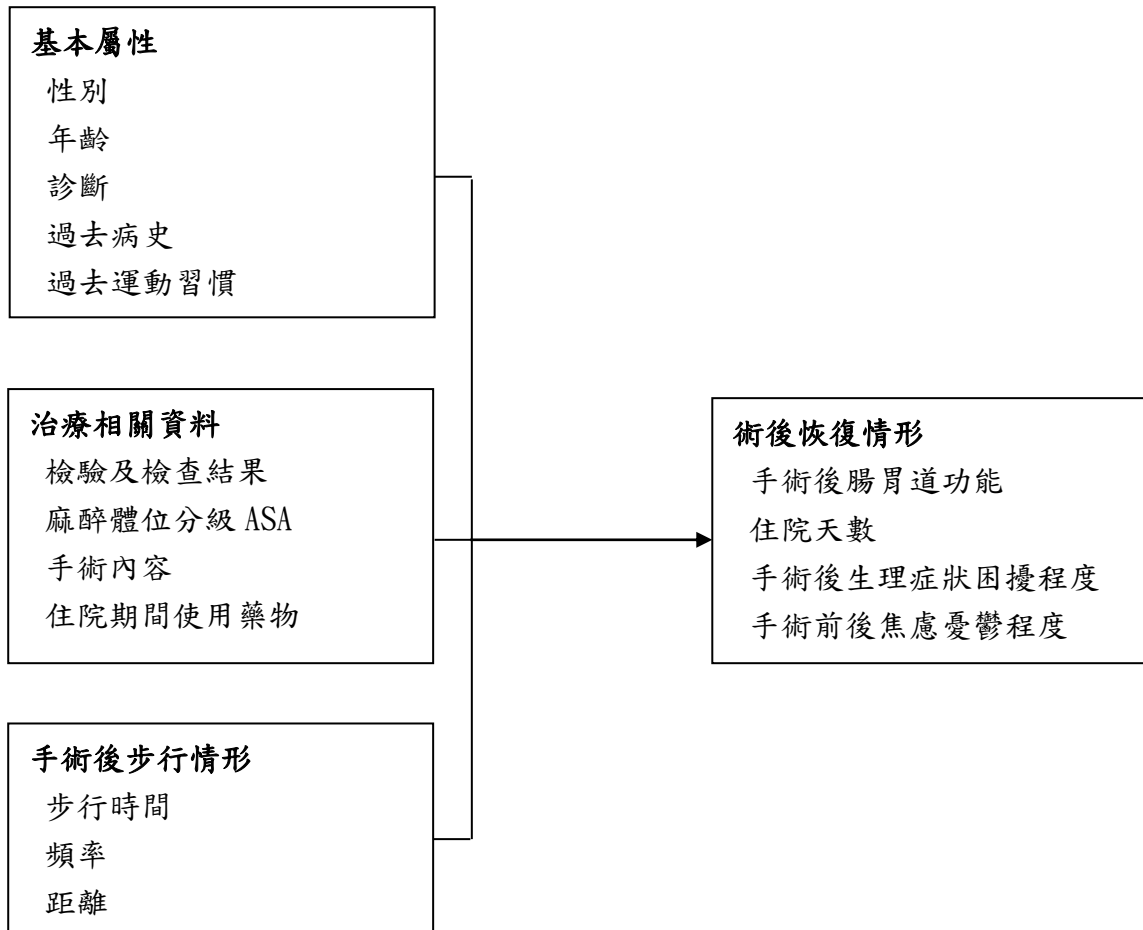 基本屬性
性別
年齡
診斷
過去病史
過去運動習慣
治療相關資料
檢驗及檢查結果
麻醉體位分級 ASA
手術內容
住院期間使用藥物
手術後步行情形
步行時間
頻率
距離
術後恢復情形
手術後腸胃道功能
住院天數
手術後生理症狀困擾程度
手術前後焦慮憂鬱程度